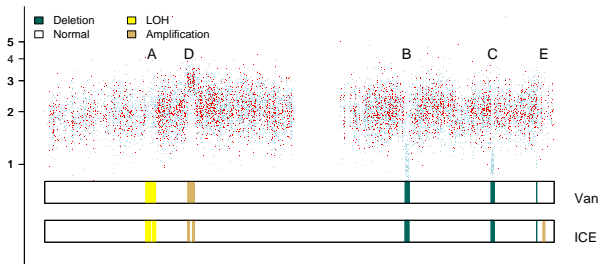 Deletion LOH
Normal Amplification
5
4
3
2
1
A D B C E
Van
ICE